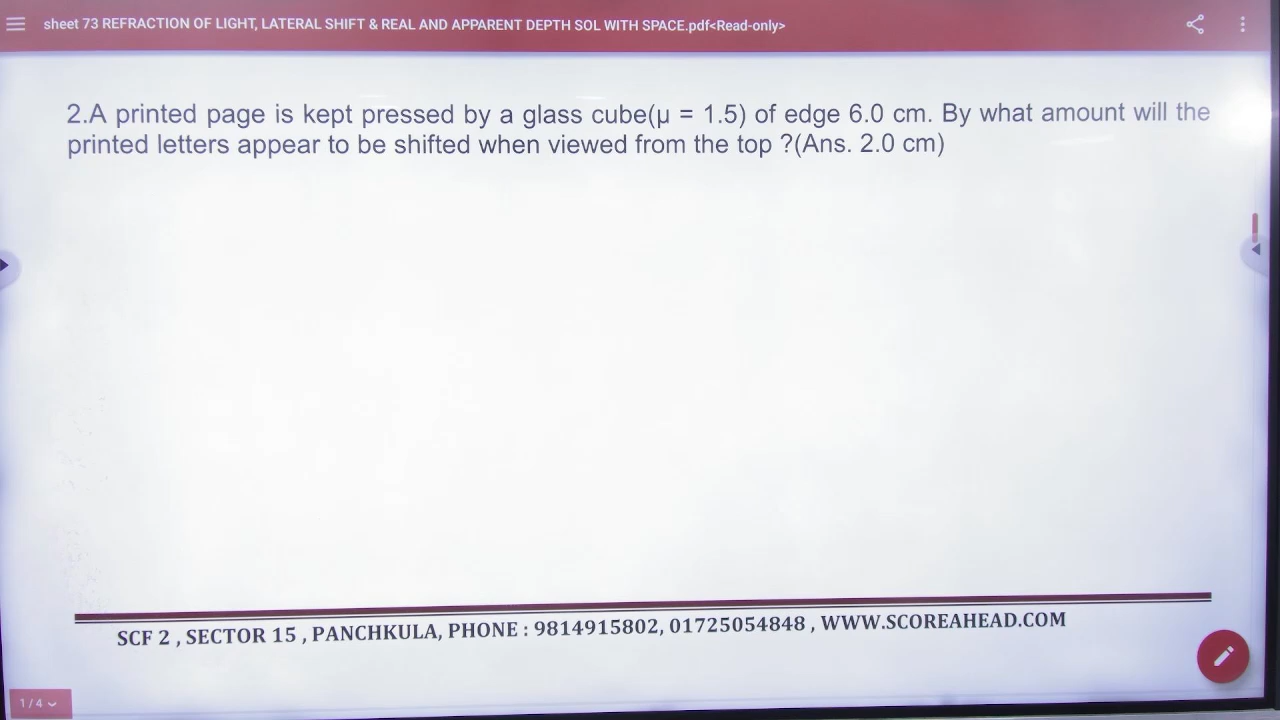 sheet 73 REFRACTION OF LIGHT, LATERAL SHIFT & REAL AND APPARENT DEPTH SOL WITH SPACE.pdf<Read-only>
2.A printed page is kept pressed by a glass cube(μ = 1.5) of edge 6.0 cm. By what amount will the
printed letters appear to be shifted when viewed from the top ?(Ans. 2.0 cm)
SCF 2 , SECTOR 15 , PANCHKULA, PHONE : 9814915802, 01725054848 , WWW.SCOREAHEAD.COM
1 / 4